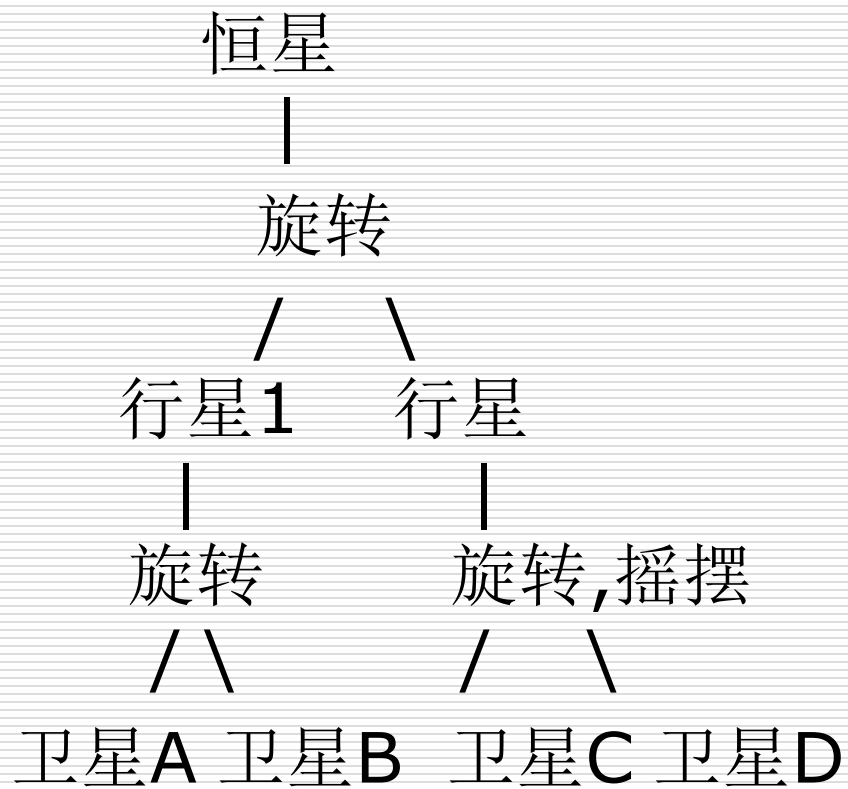 恒星
|
旋转
/ \
行星1 行星
| |
旋转 旋转,摇摆
/ \ / \
卫星A 卫星B 卫星C 卫星D